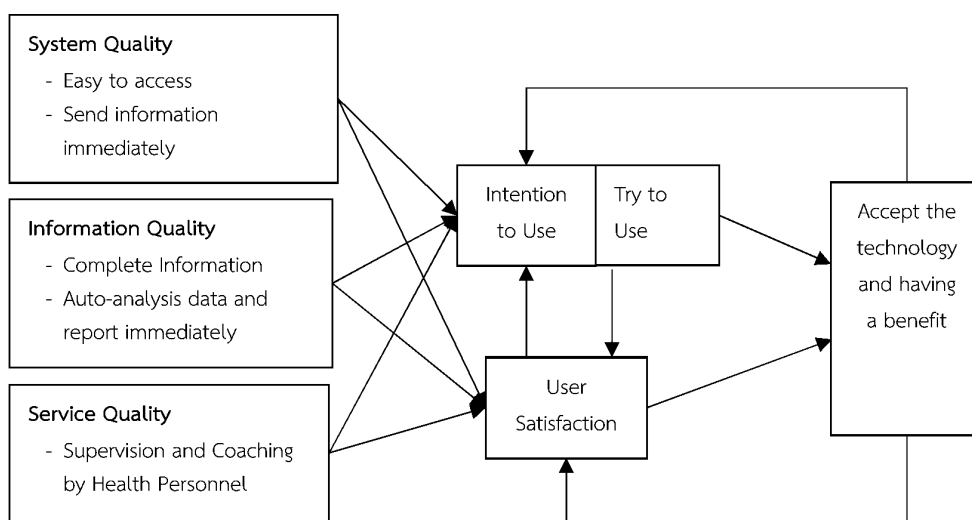 System Quality
- Easy to access
- Send information
immediately
Information Quality
- Complete Information
- Auto-analysis data and
report immediately
Service Quality
- Supervision and Coaching
by Health Personnel
Intention
to Use
Try to
Use
User
Satisfaction
Accept the
technology
and having
a benefit